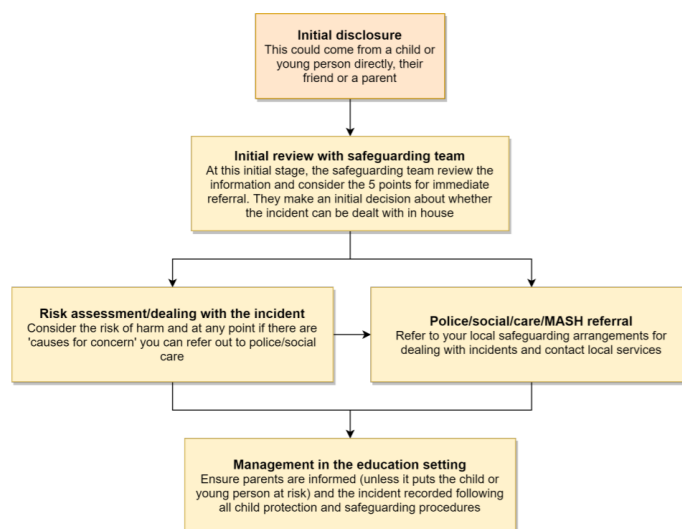 Initial disclosure
This could come from a child or
young person directly, their
friend or a parent
Initial review with safeguarding team
At this initial stage, the safeguarding team review the
information and consider the 5 points for immediate
referral. They make an initial decision about whether
the incident can be dealt with in house
Risk assessment/dealing with the incident
Consider the risk of harm and at any point if there are
'causes for concern' you can refer out to police/social
care
Police/social/care/MASH referral
Refer to your local safeguarding arrangements for
dealing with incidents and contact local services
Management in the education setting
Ensure parents are informed (unless it puts the child or
young person at risk) and the incident recorded following
all child protection and safeguarding procedures